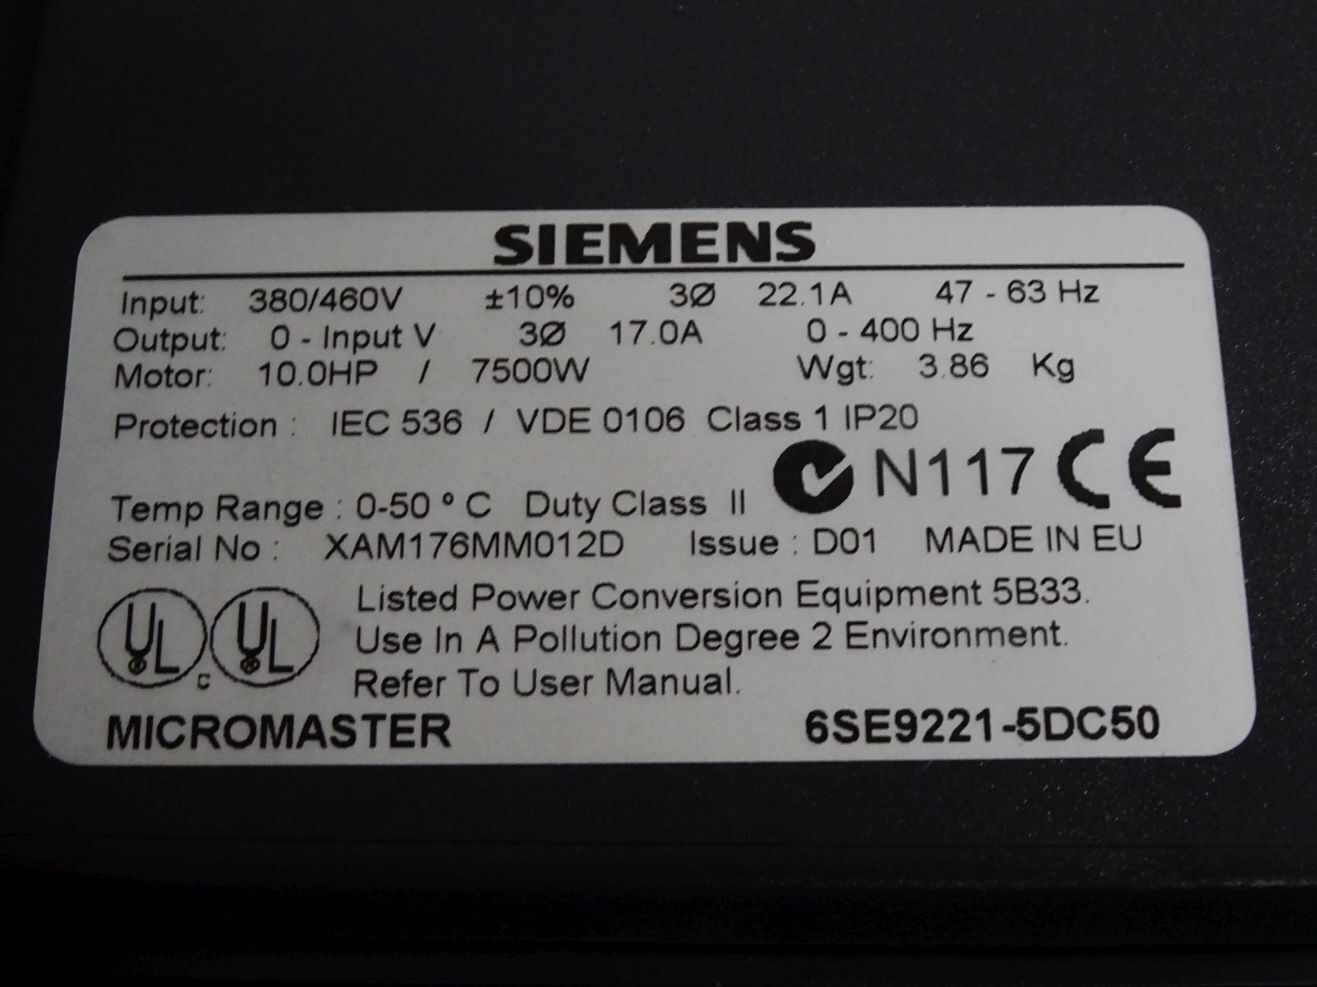 SIEMENS
Input: 380/460V ±10% 3Ø 22.1A 47 - 63 Hz
Output: 0 - Input V 3Ø 17.0A 0 - 400 Hz
Motor: 10.0HP / 7500W Wgt: 3.86 Kg
Protection : IEC 536 / VDE 0106 Class 1 IP20
N117 CE
Temp Range : 0-50 ° C Duty Class II
Serial No : XAM176MM012D Issue : D01 MADE IN EU
UL c UL
Listed Power Conversion Equipment 5B33.
Use In A Pollution Degree 2 Environment.
Refer To User Manual.
MICROMASTER 6SE9221-5DC50